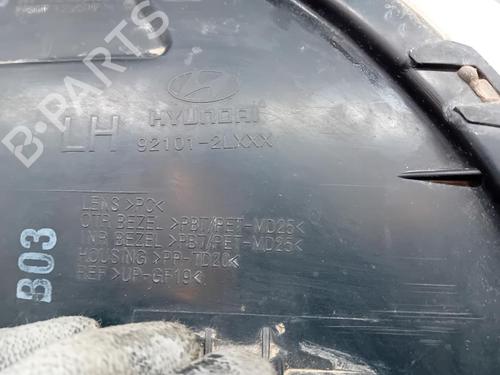 B-PARTS
HYUNDAI
LH 92101-2LXXX
LENS >PC<
OTR BEZEL >PBT/PET-MD25<
INR BEZEL >PBT/PET-MD25<
HOUSING >PP-TD20<
REF >UP-GF19<
B03